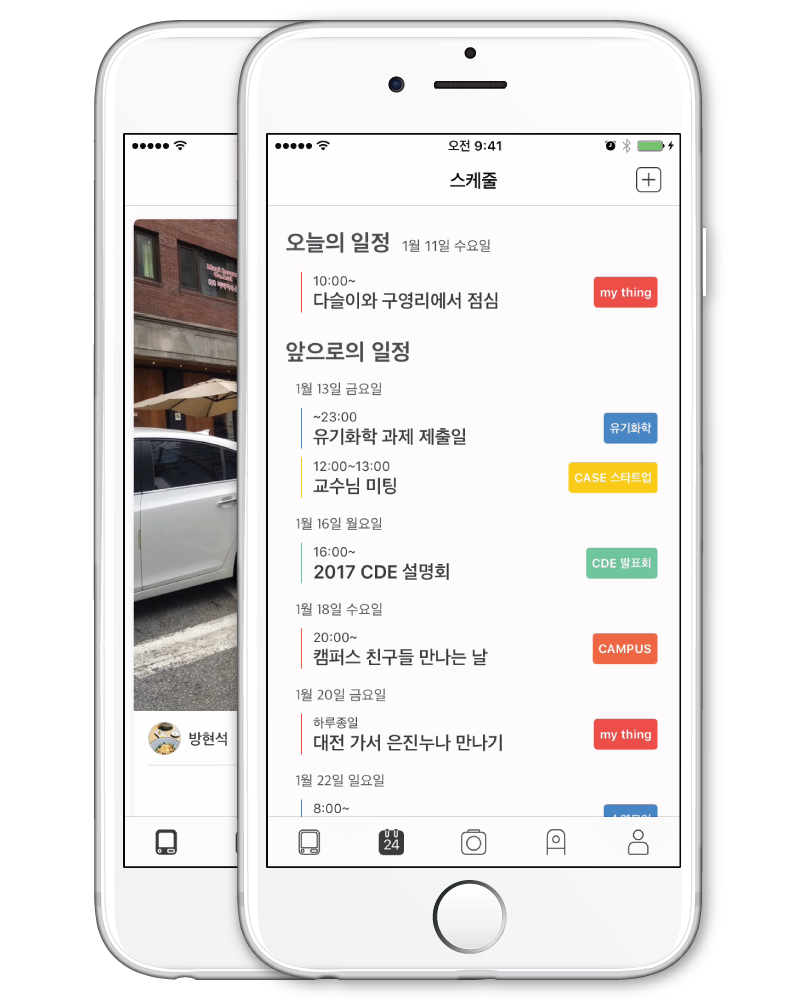 오전 9:41
스케줄
오늘의 일정 1월 11일 수요일
10:00~
다슬이와 구영리에서 점심
my thing
앞으로의 일정
1월 13일 금요일
~23:00
유기화학 과제 제출일
유기화학
12:00~13:00
교수님 미팅
CASE 스타트업
1월 16일 월요일
16:00~
2017 CDE 설명회
CDE 발표회
1월 18일 수요일
20:00~
캠퍼스 친구들 만나는 날
CAMPUS
1월 20일 금요일
하루종일
대전 가서 은진누나 만나기
my thing
1월 22일 일요일
8:00~
24
방현석